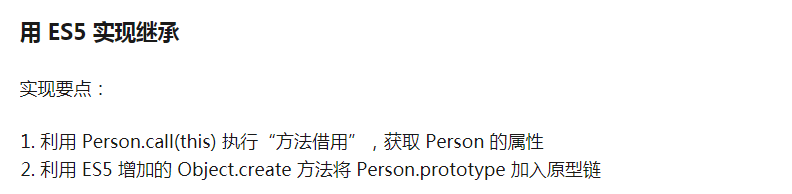 用 ES5 实现继承
实现要点：
1. 利用 Person.call(this) 执行“方法借用”，获取 Person 的属性
2. 利用 ES5 增加的 Object.create 方法将 Person.prototype 加入原型链